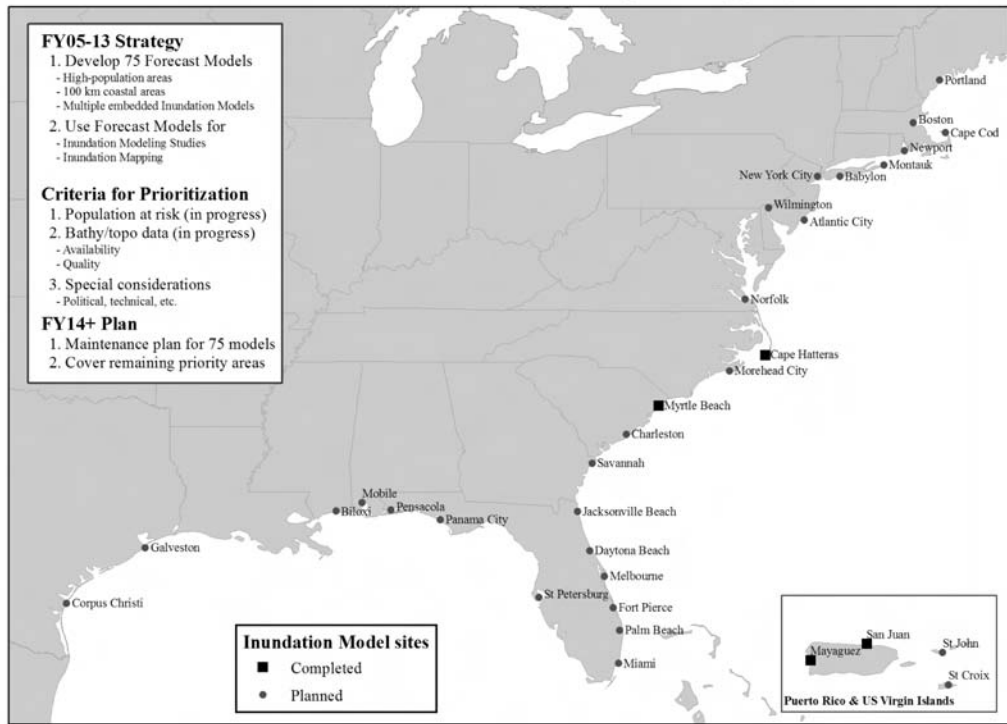 FY05-13 Strategy
1. Develop 75 Forecast Models
- High-population areas
- 100 km coastal areas
- Multiple embedded Inundation Models
2. Use Forecast Models for
- Inundation Modeling Studies
- Inundation Mapping
Criteria for Prioritization
1. Population at risk (in progress)
2. Bathy/topo data (in progress)
- Availability
- Quality
3. Special considerations
- Political, technical, etc.
FY14+ Plan
1. Maintenance plan for 75 models
2. Cover remaining priority areas
Portland
Boston
Cape Cod
Newport
Montauk
New York City
Babylon
Wilmington
Atlantic City
Norfolk
Cape Hatteras
Morehead City
Myrtle Beach
Charleston
Savannah
Mobile
Biloxi
Pensacola
Panama City
Jacksonville Beach
Galveston
Daytona Beach
Melbourne
Corpus Christi
St Petersburg
Fort Pierce
Palm Beach
Miami
Inundation Model sites
Completed
Planned
San Juan
Mayaguez
St John
St Croix
Puerto Rico & US Virgin Islands